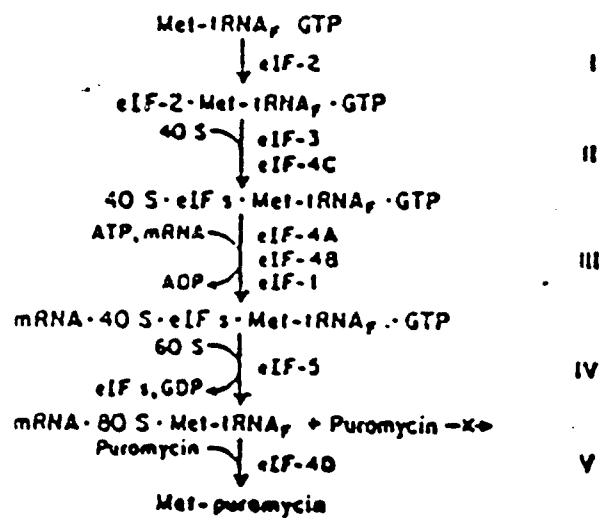 Met-tRNAF GTP
eIF-2 I
eIF-2·Met-tRNAF·GTP
40 S eIF-3
eIF-4C II
40 S·eIF s·Met-tRNAF·GTP
ATP, mRNA eIF-4A
eIF-4B III
ADP eIF-1
mRNA·40 S·eIF s·Met-tRNAF·GTP
60 S eIF-5 IV
eIF s, GDP
mRNA·80 S·Met-tRNAF + Puromycin -x→
Puromycin eIF-4D V
Met-puromycin